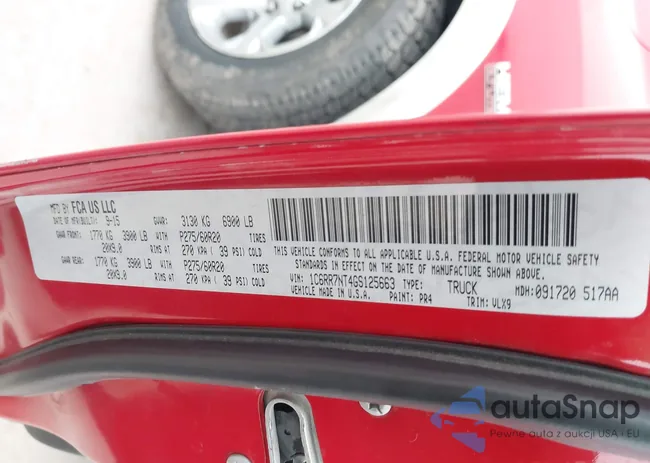 MFD BY FCA US LLC
DATE OF MFR(BUILT): 9-15 GVWR: 3130 KG 6900 LB
GAWR FRONT: 1770 KG 3900 LB P275/60R20 TIRES
20X9.0 RIMS AT 270 KPA ( 39 PSI) COLD
GAWR REAR: 1770 KG 3900 LB P275/60R20 TIRES
20X9.0 RIMS AT 270 KPA ( 39 PSI) COLD
THIS VEHICLE CONFORMS TO ALL APPLICABLE U.S.A. FEDERAL MOTOR VEHICLE SAFETY
STANDARDS IN EFFECT ON THE DATE OF MANUFACTURE SHOWN ABOVE.
VIN: 1C6RR7NT4GS125663 TYPE: TRUCK MDH: 091720 517AA
MADE IN U.S.A. PAINT: PR4 TRIM: VLX9
autaSnap
Pewne auta z aukcji USA i EU